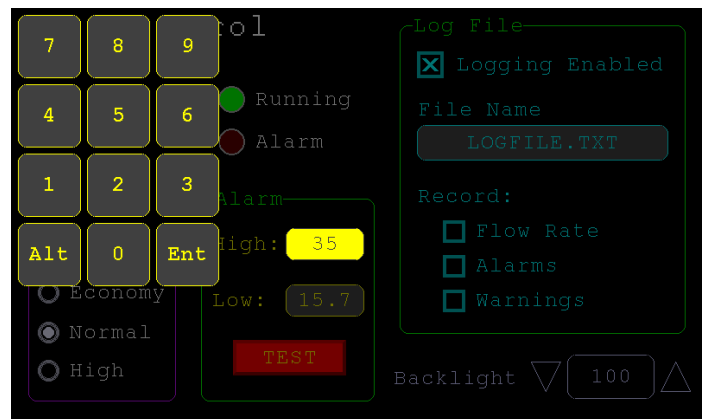 7 8 9
4 5 6
1 2 3
Alt 0 Ent
rol
Running
Alarm
Alarm
High: 35
Low: 15.7
TEST
Economy
Normal
High
Log File
Logging Enabled
File Name
LOGFILE.TXT
Record:
Flow Rate
Alarms
Warnings
Backlight 100